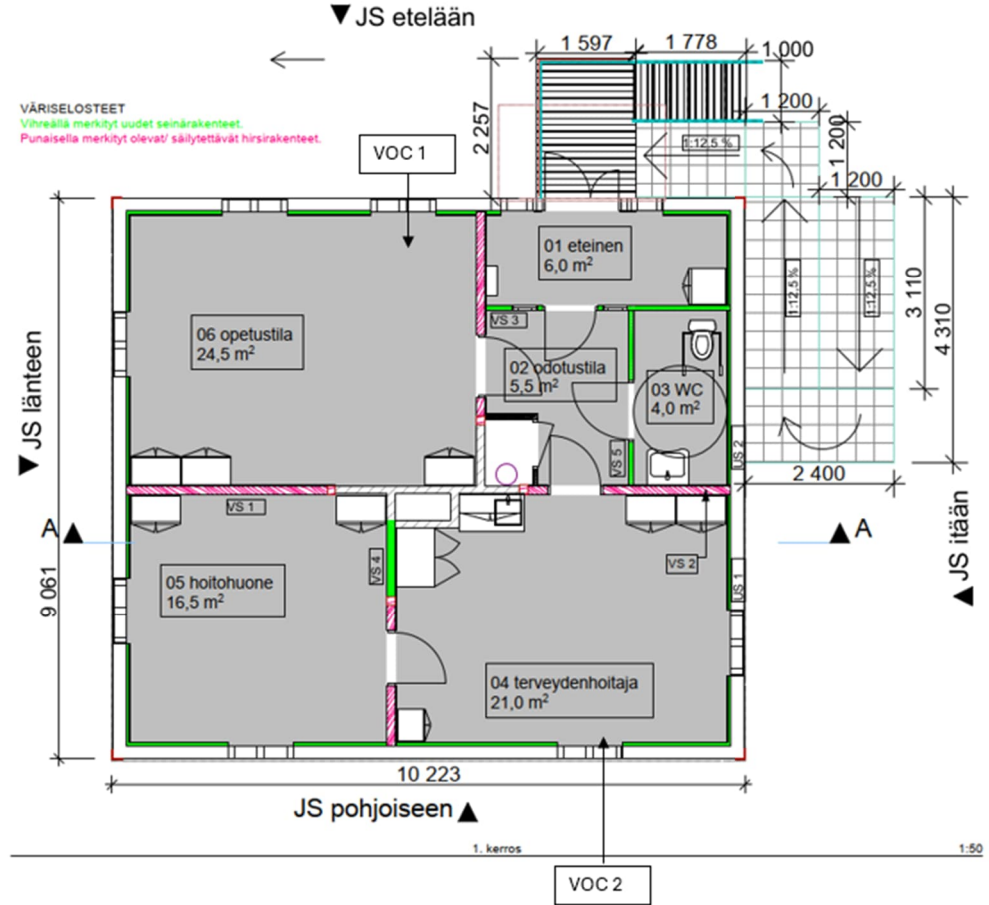 ▼ JS etelään
1 597
1 778
1 000
VÄRISELOSTEET
Vihreällä merkityt uudet seinärakenteet.
Punaisella merkityt olevat/ säilytettävät hirsirakenteet.
2 257
1 200
1:12,5 %
1 200
VOC 1
1 200
01 eteinen
6,0 m²
1:12,5 %
1:12,5 %
3 110
4 310
VS 3
06 opetustila
24,5 m²
02 odotustila
5,5 m²
03 WC
4,0 m²
▼ JS länteen
VS 5
US 2
2 400
VS 1
A
A
VS 2
VS 4
US 1
▲ JS itään
9 061
05 hoitohuone
16,5 m²
04 terveydenhoitaja
21,0 m²
10 223
JS pohjoiseen ▲
1. kerros
1:50
VOC 2